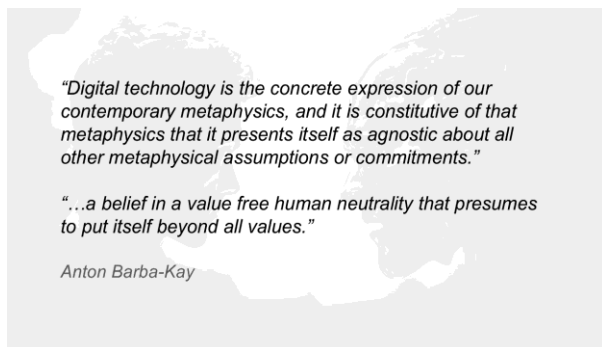 “Digital technology is the concrete expression of our
contemporary metaphysics, and it is constitutive of that
metaphysics that it presents itself as agnostic about all
other metaphysical assumptions or commitments.”
“…a belief in a value free human neutrality that presumes
to put itself beyond all values.”
Anton Barba-Kay